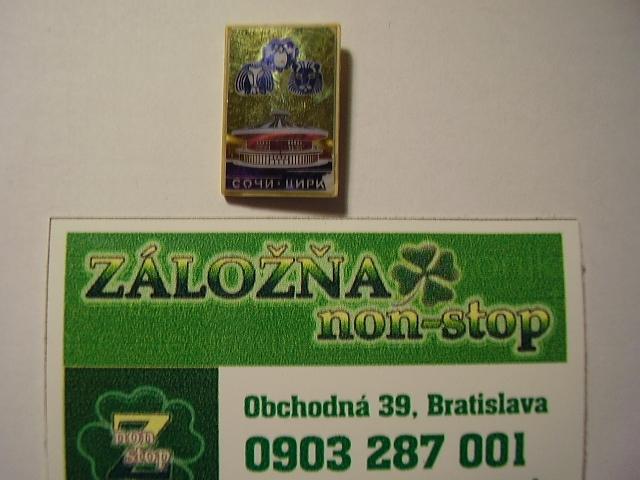 СОЧИ · ЦИРК
ZÁLOŽŇA
non-stop
Obchodná 39, Bratislava
0903 287 001
Z
non
stop